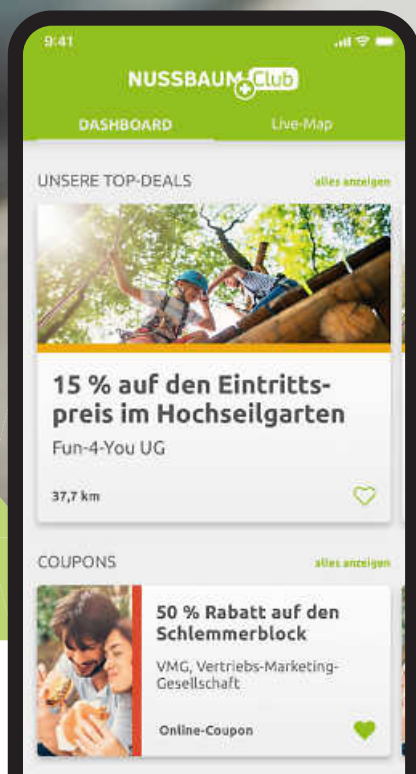 9:41
NUSSBAUM Club
DASHBOARD Live-Map
UNSERE TOP-DEALS alles anzeigen
15 % auf den Eintritts-
preis im Hochseilgarten
Fun-4-You UG
37,7 km
COUPONS alles anzeigen
50 % Rabatt auf den
Schlemmerblock
VMG, Vertriebs-Marketing-
Gesellschaft
Online-Coupon